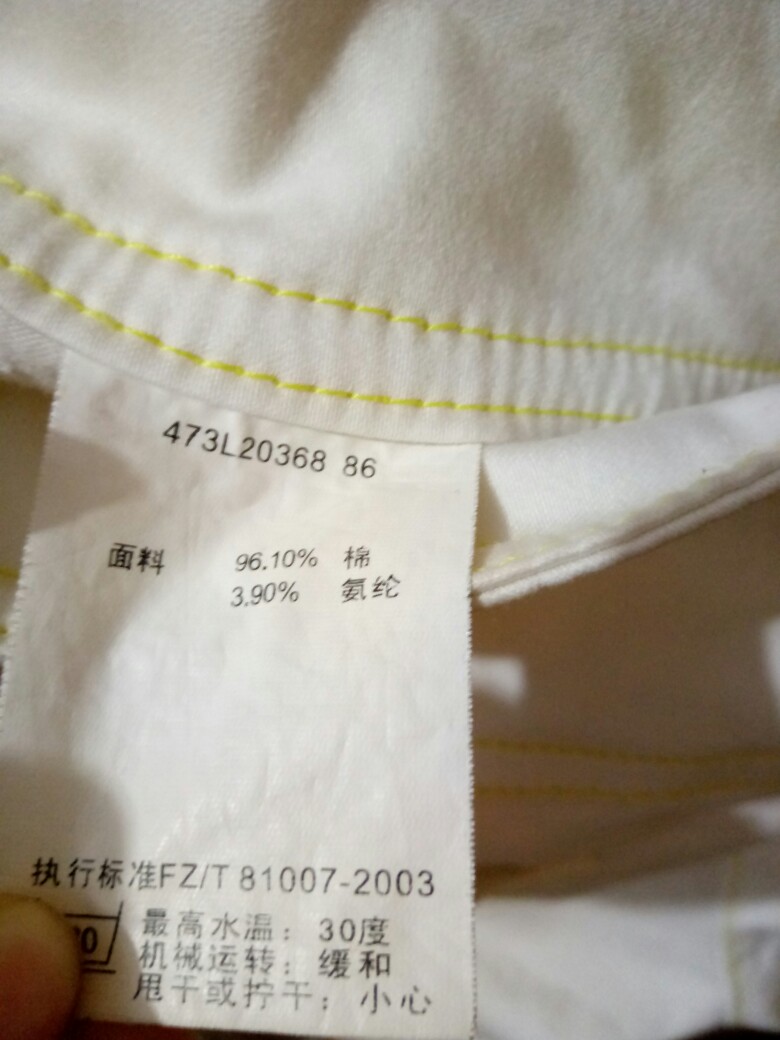 473L20368 86
面料 96.10% 棉
3.90% 氨纶
执行标准FZ/T 81007-2003
最高水温：30度
机械运转：缓和
甩干或拧干：小心